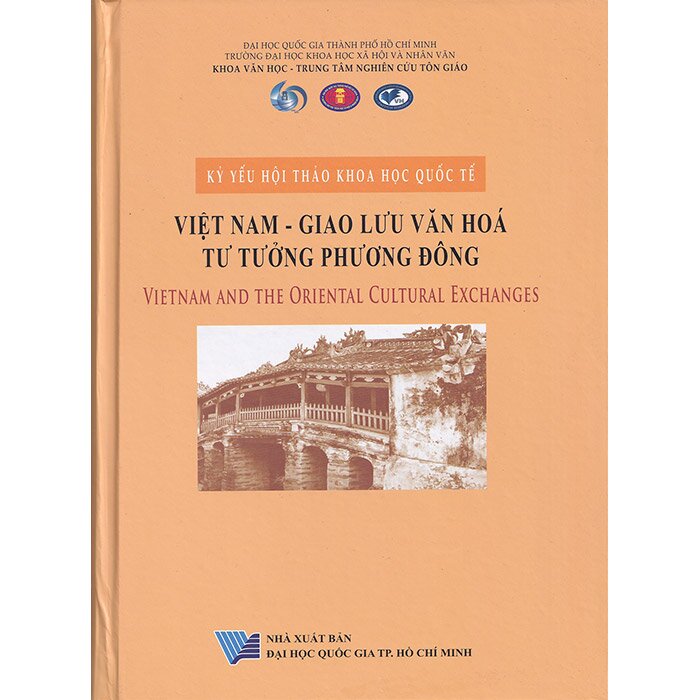 ĐẠI HỌC QUỐC GIA THÀNH PHỐ HỒ CHÍ MINH
TRƯỜNG ĐẠI HỌC KHOA HỌC XÃ HỘI VÀ NHÂN VĂN
KHOA VĂN HỌC - TRUNG TÂM NGHIÊN CỨU TÔN GIÁO
VH
KỶ YẾU HỘI THẢO KHOA HỌC QUỐC TẾ
VIỆT NAM - GIAO LƯU VĂN HOÁ
TƯ TƯỞNG PHƯƠNG ĐÔNG
VIETNAM AND THE ORIENTAL CULTURAL EXCHANGES
NHÀ XUẤT BẢN
ĐẠI HỌC QUỐC GIA TP. HỒ CHÍ MINH